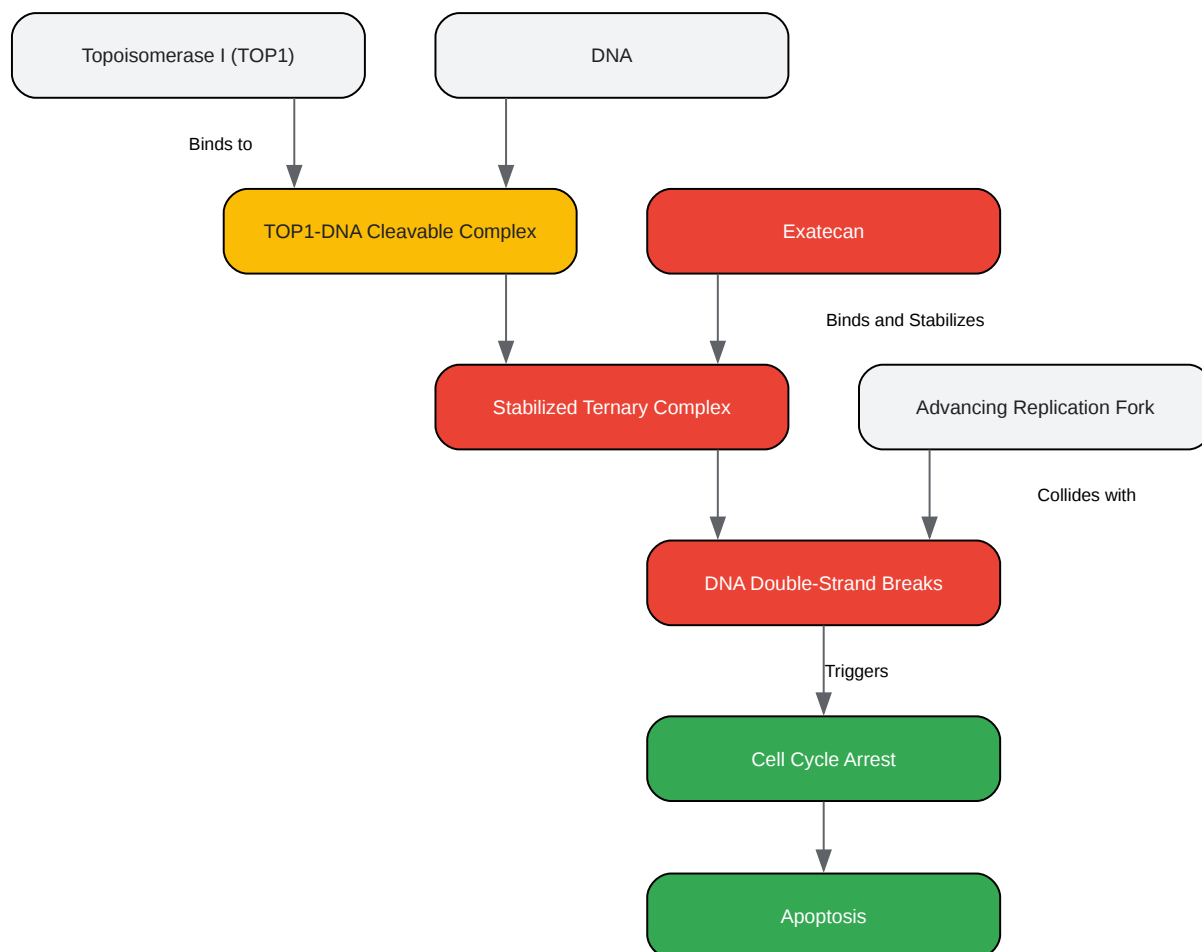 Topoisomerase I (TOP1)
DNA
Binds to
TOP1-DNA Cleavable Complex
Exatecan
Binds and Stabilizes
Stabilized Ternary Complex
Advancing Replication Fork
Collides with
DNA Double-Strand Breaks
Triggers
Cell Cycle Arrest
Apoptosis